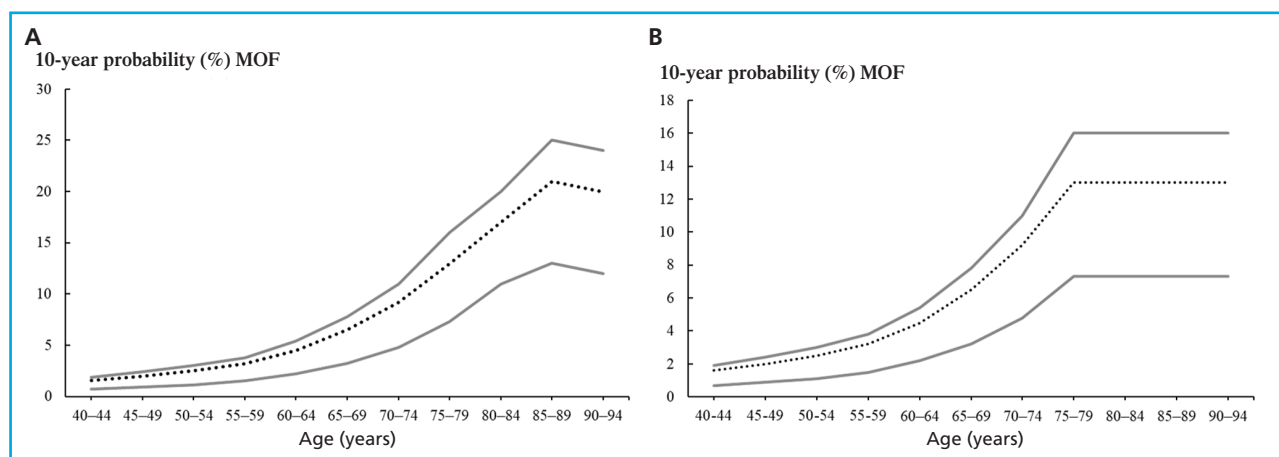 A
10-year probability (%) MOF
30
25
20
15
10
5
0
40–44 45–49 50–54 55–59 60–64 65–69 70–74 75–79 80–84 85–89 90–94
Age (years)
B
10-year probability (%) MOF
18
16
14
12
10
8
6
4
2
0
40-44 45-49 50-54 55-59 60–64 65–69 70–74 75–79 80–84 85–89 90–94
Age (years)